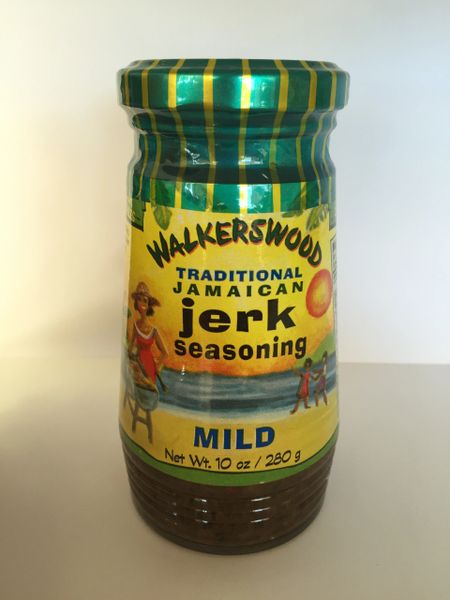 WALKERSWOOD
TRADITIONAL
JAMAICAN
jerk
seasoning
MILD
Net Wt. 10 oz / 280 g